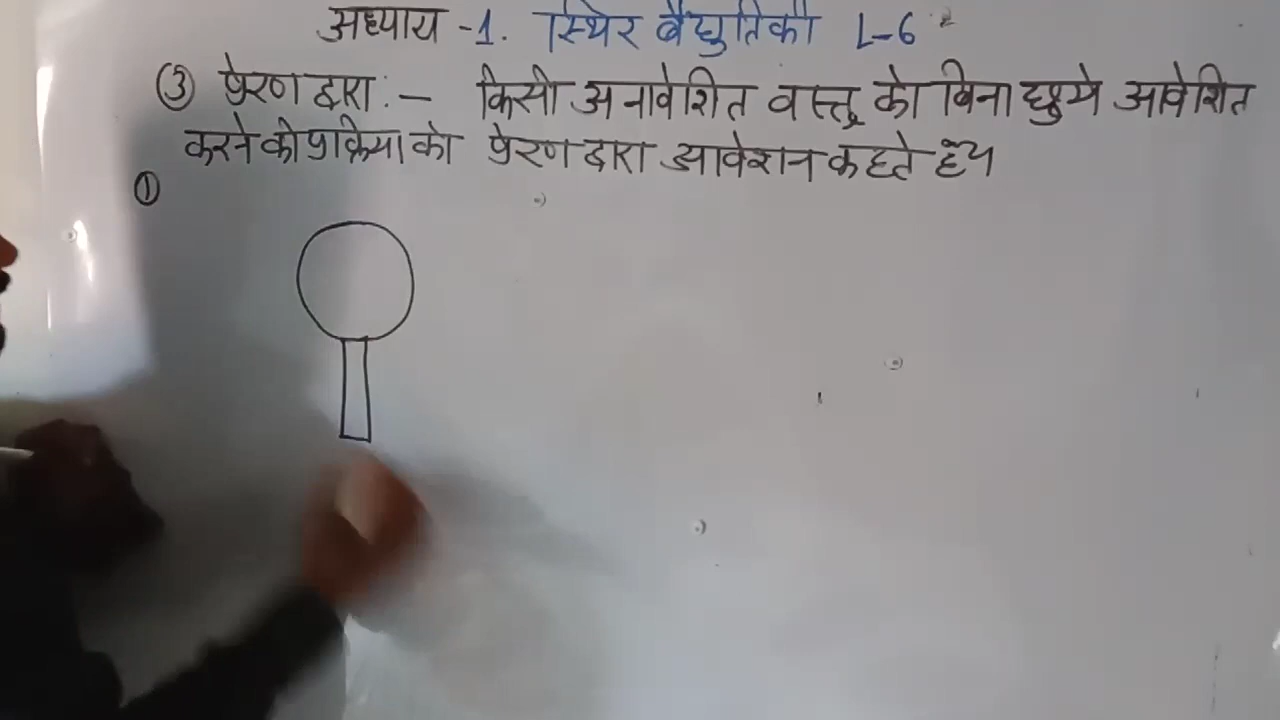 अध्याय -1. स्थिर वैद्युतिकी L-6
③ प्रेरण द्वारा :- किसी अनावेशित वस्तु को बिना छुये आवेशित
करने की प्रक्रिया को प्रेरण द्वारा आवेशन कहते है
①